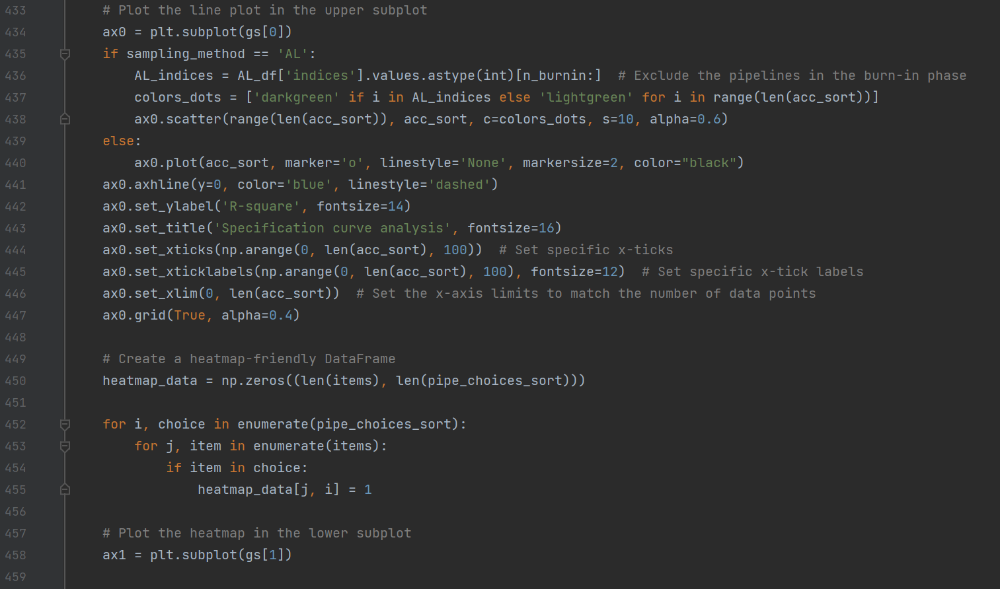 433 # Plot the line plot in the upper subplot
434 ax0 = plt.subplot(gs[0])
435 if sampling_method == 'AL':
436 AL_indices = AL_df['indices'].values.astype(int)[n_burnin:]  # Exclude the pipelines in the burn-in phase
437 colors_dots = ['darkgreen' if i in AL_indices else 'lightgreen' for i in range(len(acc_sort))]
438 ax0.scatter(range(len(acc_sort)), acc_sort, c=colors_dots, s=10, alpha=0.6)
439 else:
440 ax0.plot(acc_sort, marker='o', linestyle='None', markersize=2, color="black")
441 ax0.axhline(y=0, color='blue', linestyle='dashed')
442 ax0.set_ylabel('R-square', fontsize=14)
443 ax0.set_title('Specification curve analysis', fontsize=16)
444 ax0.set_xticks(np.arange(0, len(acc_sort), 100))  # Set specific x-ticks
445 ax0.set_xticklabels(np.arange(0, len(acc_sort), 100), fontsize=12)  # Set specific x-tick labels
446 ax0.set_xlim(0, len(acc_sort))  # Set the x-axis limits to match the number of data points
447 ax0.grid(True, alpha=0.4)
448
449 # Create a heatmap-friendly DataFrame
450 heatmap_data = np.zeros((len(items), len(pipe_choices_sort)))
451
452 for i, choice in enumerate(pipe_choices_sort):
453 for j, item in enumerate(items):
454 if item in choice:
455 heatmap_data[j, i] = 1
456
457 # Plot the heatmap in the lower subplot
458 ax1 = plt.subplot(gs[1])
459